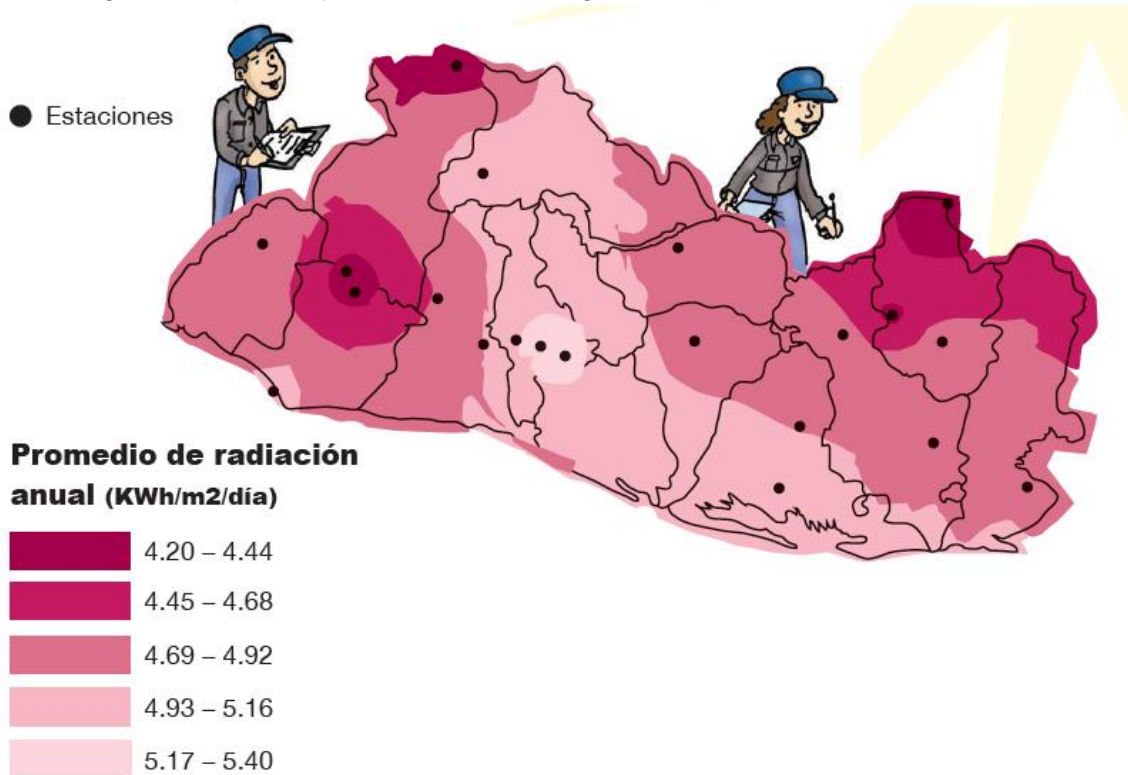 Estaciones
Promedio de radiación
anual (KWh/m2/día)
4.20 – 4.44
4.45 – 4.68
4.69 – 4.92
4.93 – 5.16
5.17 – 5.40